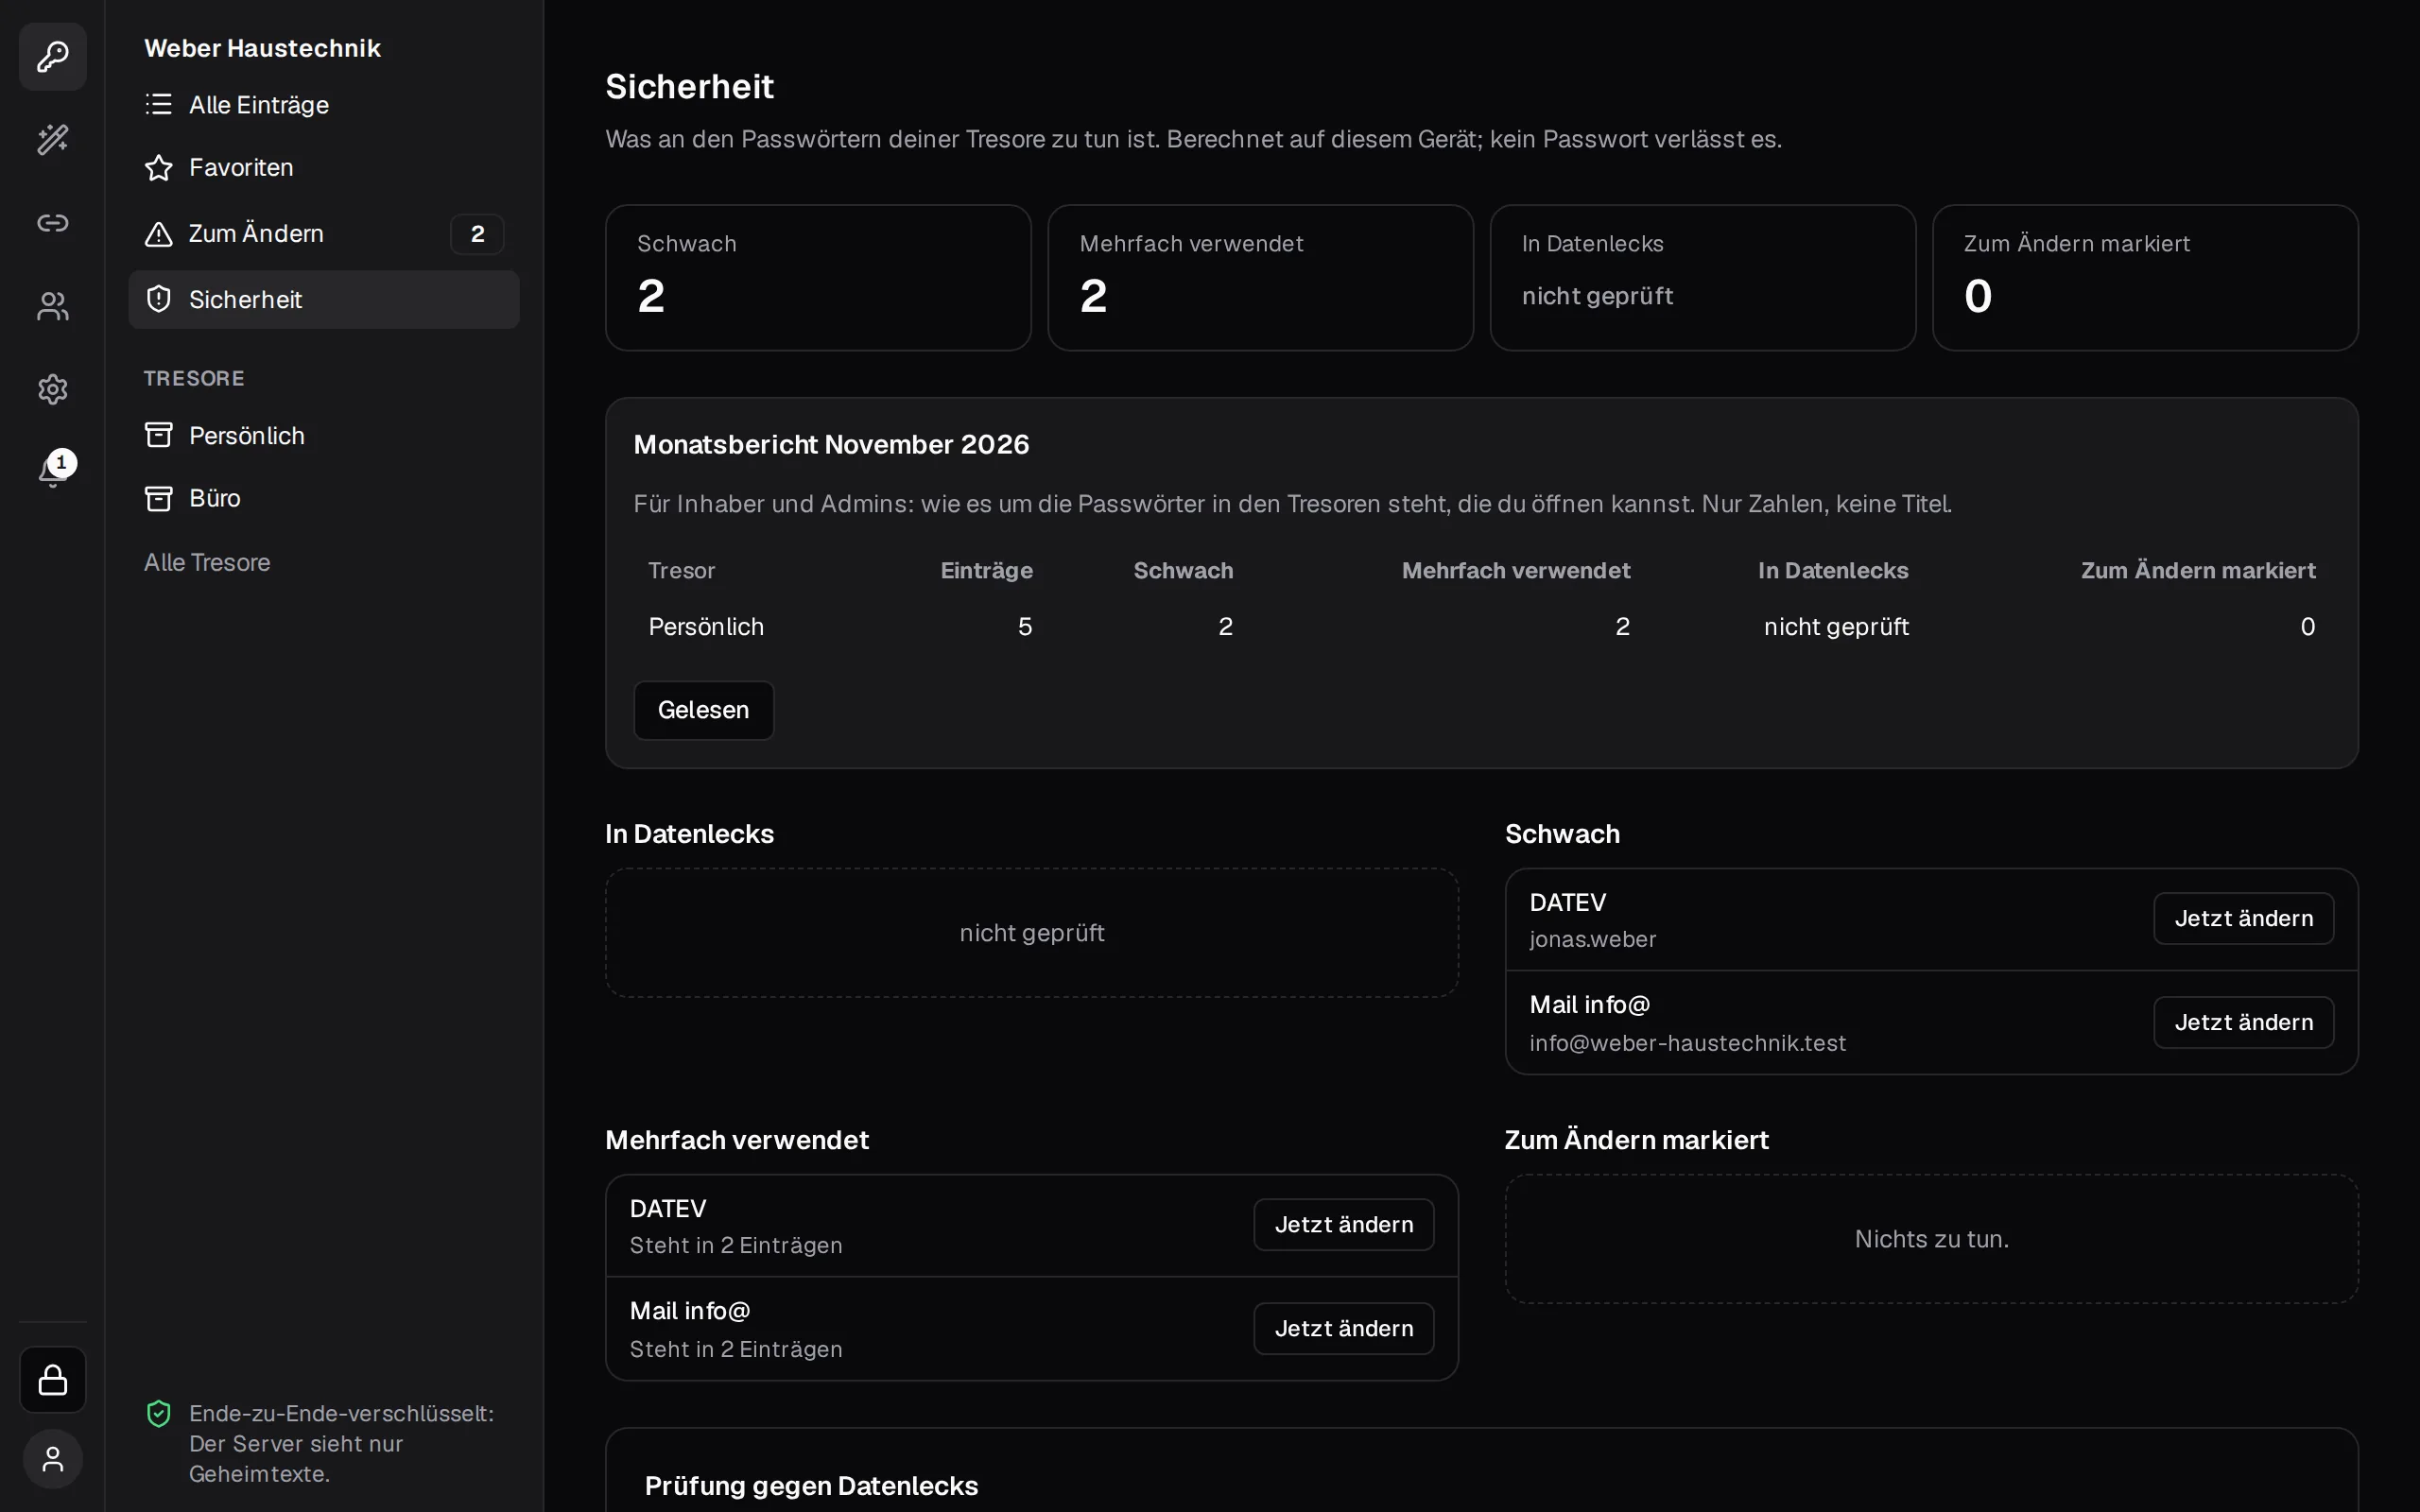 Weber Haustechnik
Alle Einträge
Favoriten
Zum Ändern 2
Sicherheit
TRESORE
Persönlich
Büro
Alle Tresore
1
Ende-zu-Ende-verschlüsselt:
Der Server sieht nur
Geheimtexte.
Sicherheit
Was an den Passwörtern deiner Tresore zu tun ist. Berechnet auf diesem Gerät; kein Passwort verlässt es.
Schwach
2
Mehrfach verwendet
2
In Datenlecks
nicht geprüft
Zum Ändern markiert
0
Monatsbericht November 2026
Für Inhaber und Admins: wie es um die Passwörter in den Tresoren steht, die du öffnen kannst. Nur Zahlen, keine Titel.
Tresor Einträge Schwach Mehrfach verwendet In Datenlecks Zum Ändern markiert
Persönlich 5 2 2 nicht geprüft 0
Gelesen
In Datenlecks
nicht geprüft
Schwach
DATEV
jonas.weber
Jetzt ändern
Mail info@
info@weber-haustechnik.test
Jetzt ändern
Mehrfach verwendet
DATEV
Steht in 2 Einträgen
Jetzt ändern
Mail info@
Steht in 2 Einträgen
Jetzt ändern
Zum Ändern markiert
Nichts zu tun.
Prüfung gegen Datenlecks